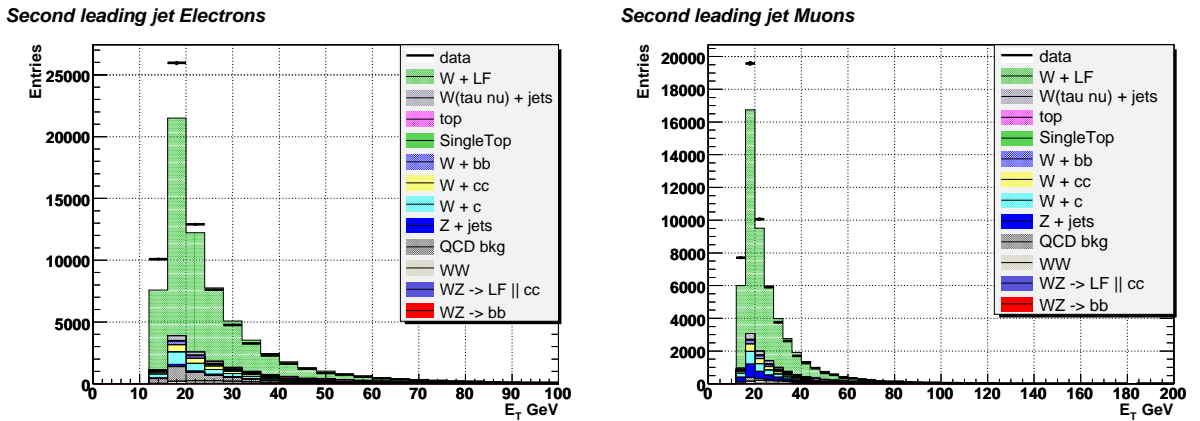 Second leading jet Electrons
Entries
25000
20000
15000
10000
5000
0
0 10 20 30 40 50 60 70 80 90 100
E_T GeV
data
W + LF
W(tau nu) + jets
top
SingleTop
W + bb
W + cc
W + c
Z + jets
QCD bkg
WW
WZ -> LF || cc
WZ -> bb
Second leading jet Muons
Entries
20000
18000
16000
14000
12000
10000
8000
6000
4000
2000
0
0 20 40 60 80 100 120 140 160 180 200
E_T GeV
data
W + LF
W(tau nu) + jets
top
SingleTop
W + bb
W + cc
W + c
Z + jets
QCD bkg
WW
WZ -> LF || cc
WZ -> bb